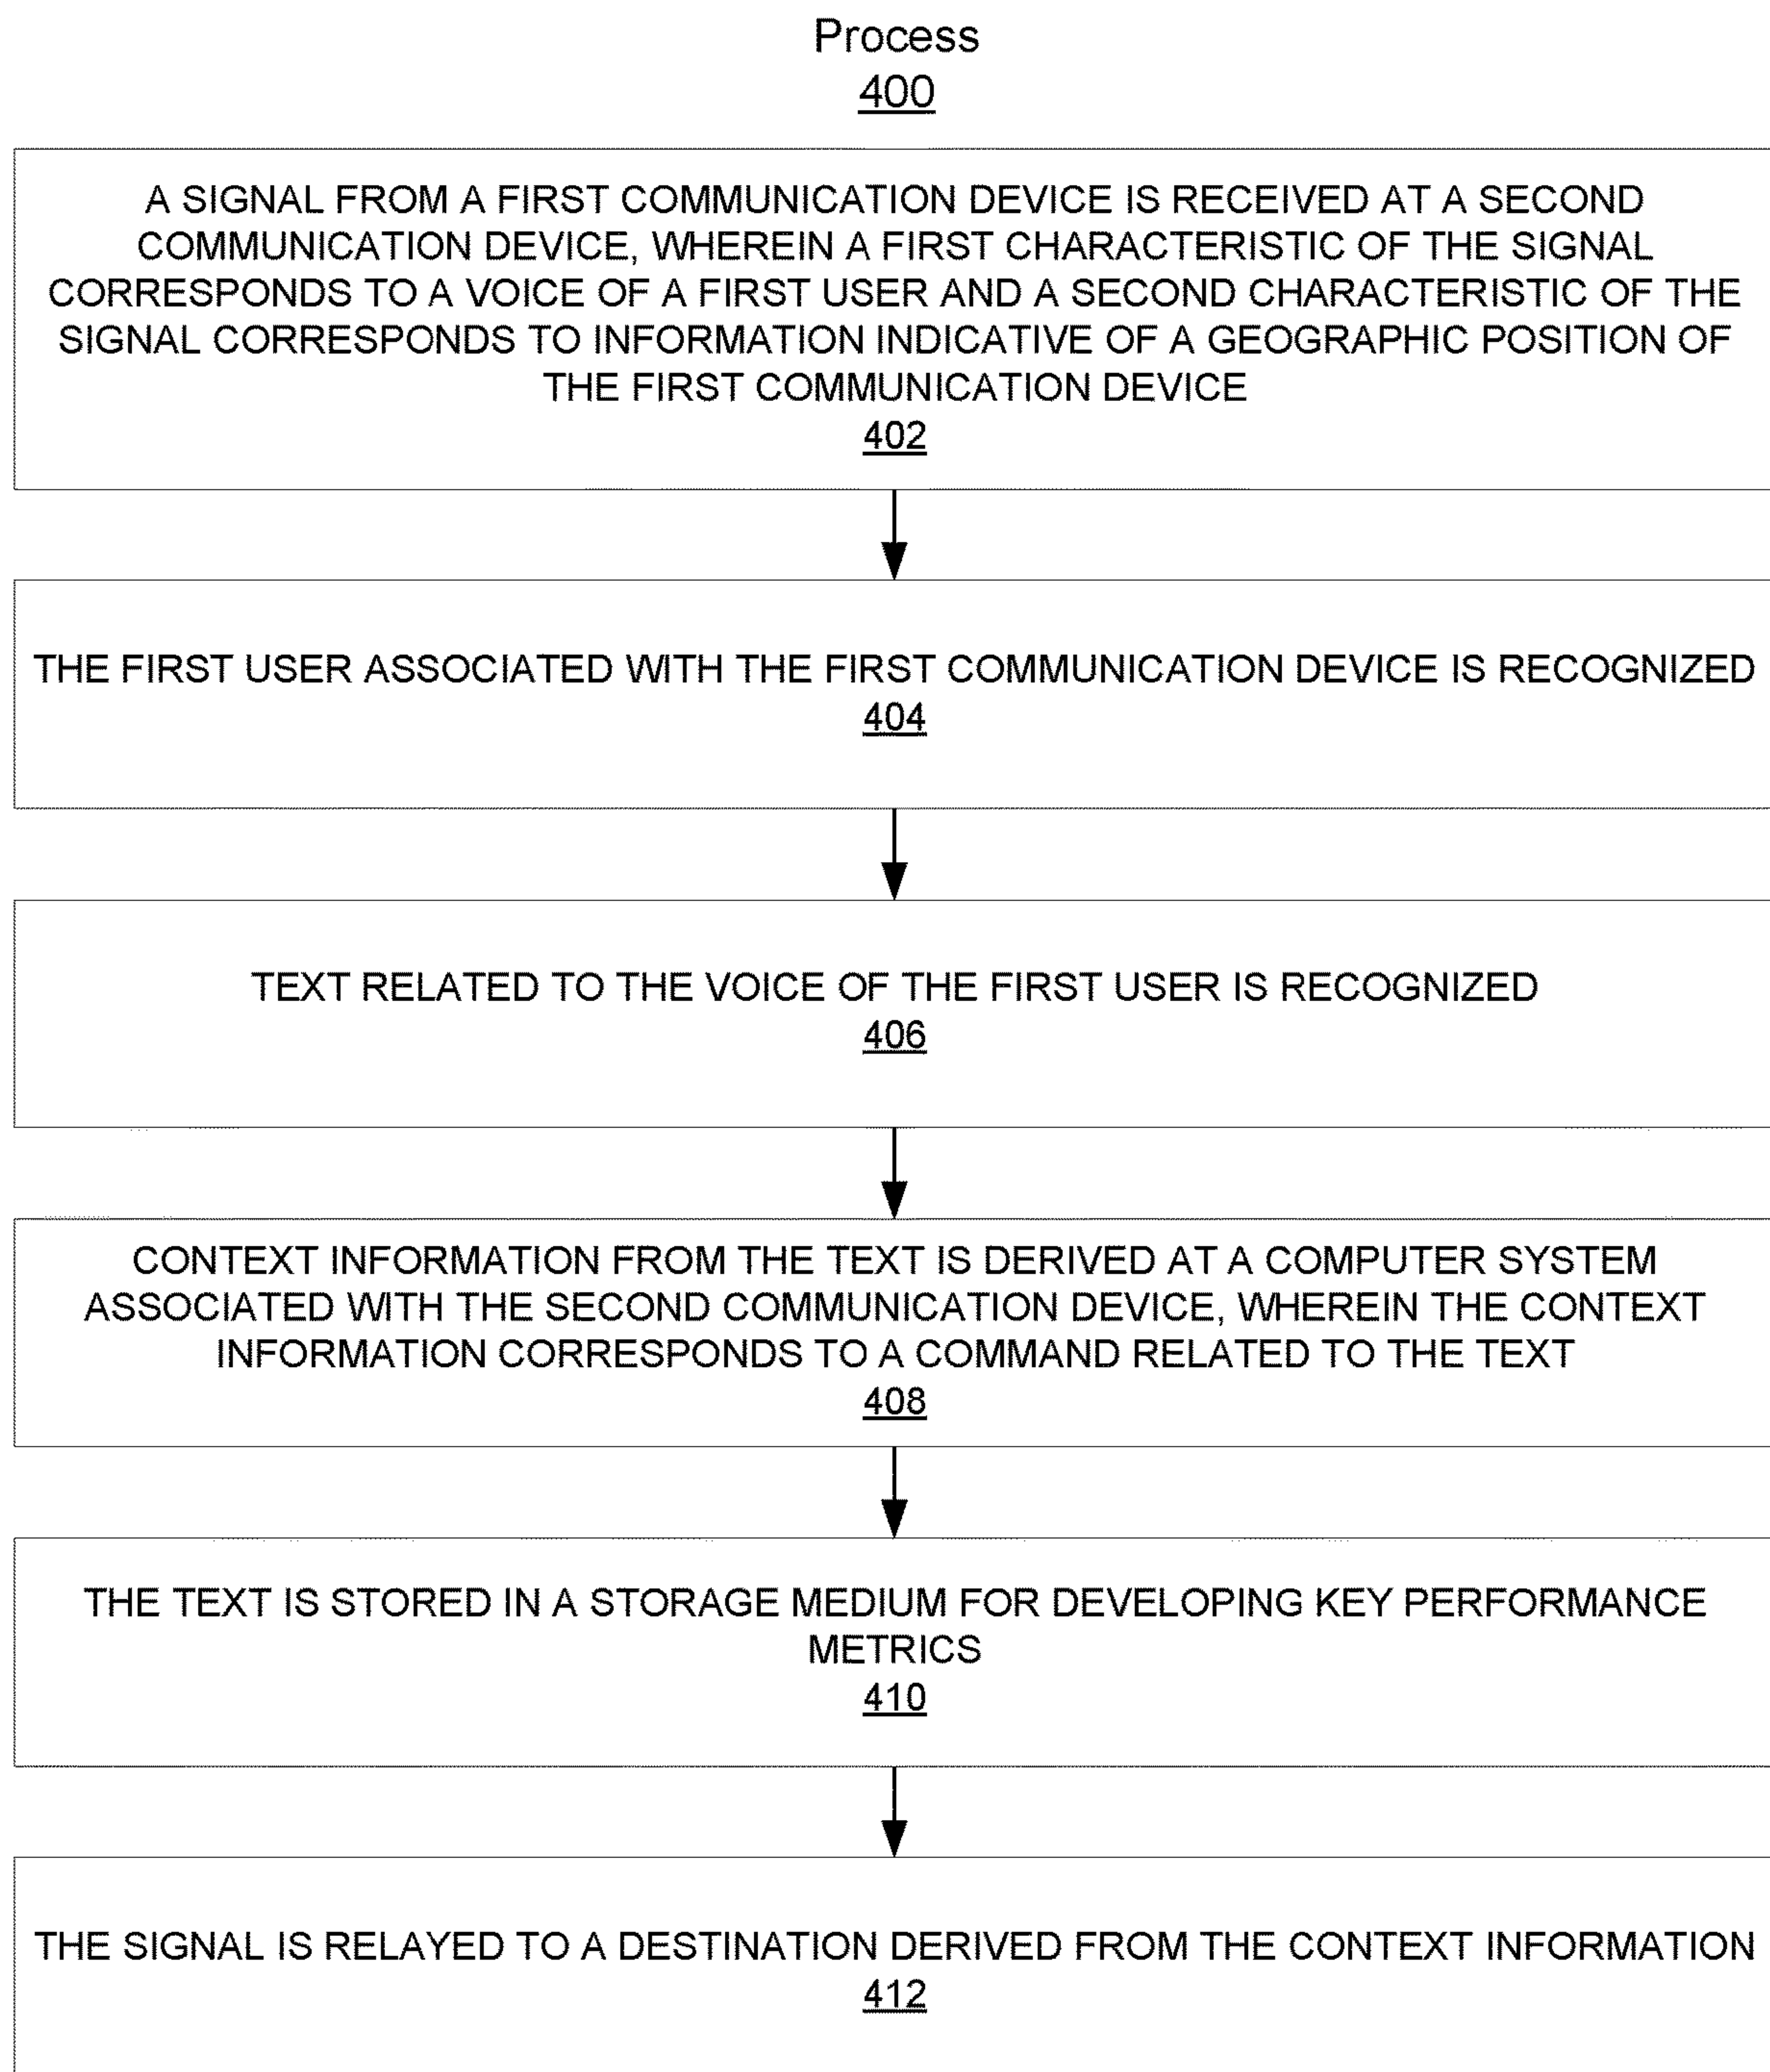 Process
400
A SIGNAL FROM A FIRST COMMUNICATION DEVICE IS RECEIVED AT A SECOND
COMMUNICATION DEVICE, WHEREIN A FIRST CHARACTERISTIC OF THE SIGNAL
CORRESPONDS TO A VOICE OF A FIRST USER AND A SECOND CHARACTERISTIC OF THE
SIGNAL CORRESPONDS TO INFORMATION INDICATIVE OF A GEOGRAPHIC POSITION OF
THE FIRST COMMUNICATION DEVICE
402
THE FIRST USER ASSOCIATED WITH THE FIRST COMMUNICATION DEVICE IS RECOGNIZED
404
TEXT RELATED TO THE VOICE OF THE FIRST USER IS RECOGNIZED
406
CONTEXT INFORMATION FROM THE TEXT IS DERIVED AT A COMPUTER SYSTEM
ASSOCIATED WITH THE SECOND COMMUNICATION DEVICE, WHEREIN THE CONTEXT
INFORMATION CORRESPONDS TO A COMMAND RELATED TO THE TEXT
408
THE TEXT IS STORED IN A STORAGE MEDIUM FOR DEVELOPING KEY PERFORMANCE
METRICS
410
THE SIGNAL IS RELAYED TO A DESTINATION DERIVED FROM THE CONTEXT INFORMATION
412